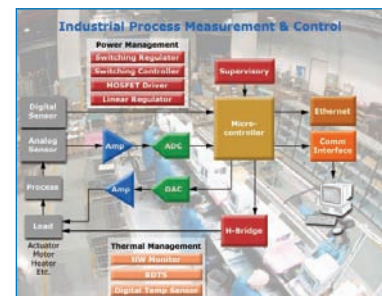 Industrial Process Measurement & Control
Power Management
Switching Regulator
Switching Controller
MOSFET Driver
Linear Regulator
Supervisory
Digital
Sensor
Analog
Sensor
Amp
ADC
Micro-
controller
Ethernet
Comm
Interface
Process
Amp
DAC
Load
H-Bridge
Actuator
Motor
Heater
Etc.
Thermal Management
HW Monitor
BDTS
Digital Temp Sensor